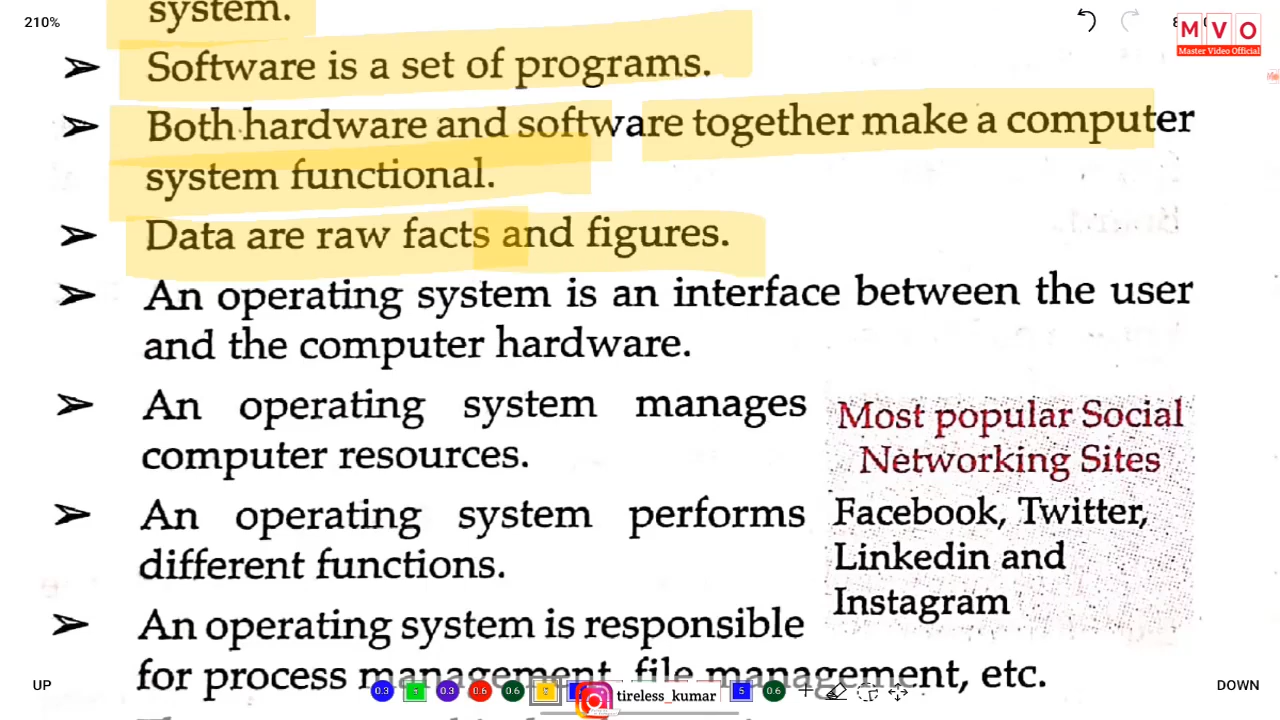 210%
system.
MVO
Master Video Official
➢ Software is a set of programs.
➢ Both hardware and software together make a computer
system functional.
➢ Data are raw facts and figures.
➢ An operating system is an interface between the user
and the computer hardware.
➢ An operating system manages
computer resources.
➢ An operating system performs
different functions.
➢ An operating system is responsible
for process management, file management, etc.
Most popular Social
Networking Sites
Facebook, Twitter,
Linkedin and
Instagram
UP
0.3
0.3
0.6
0.6
5
0.6
tireless_kumar
DOWN